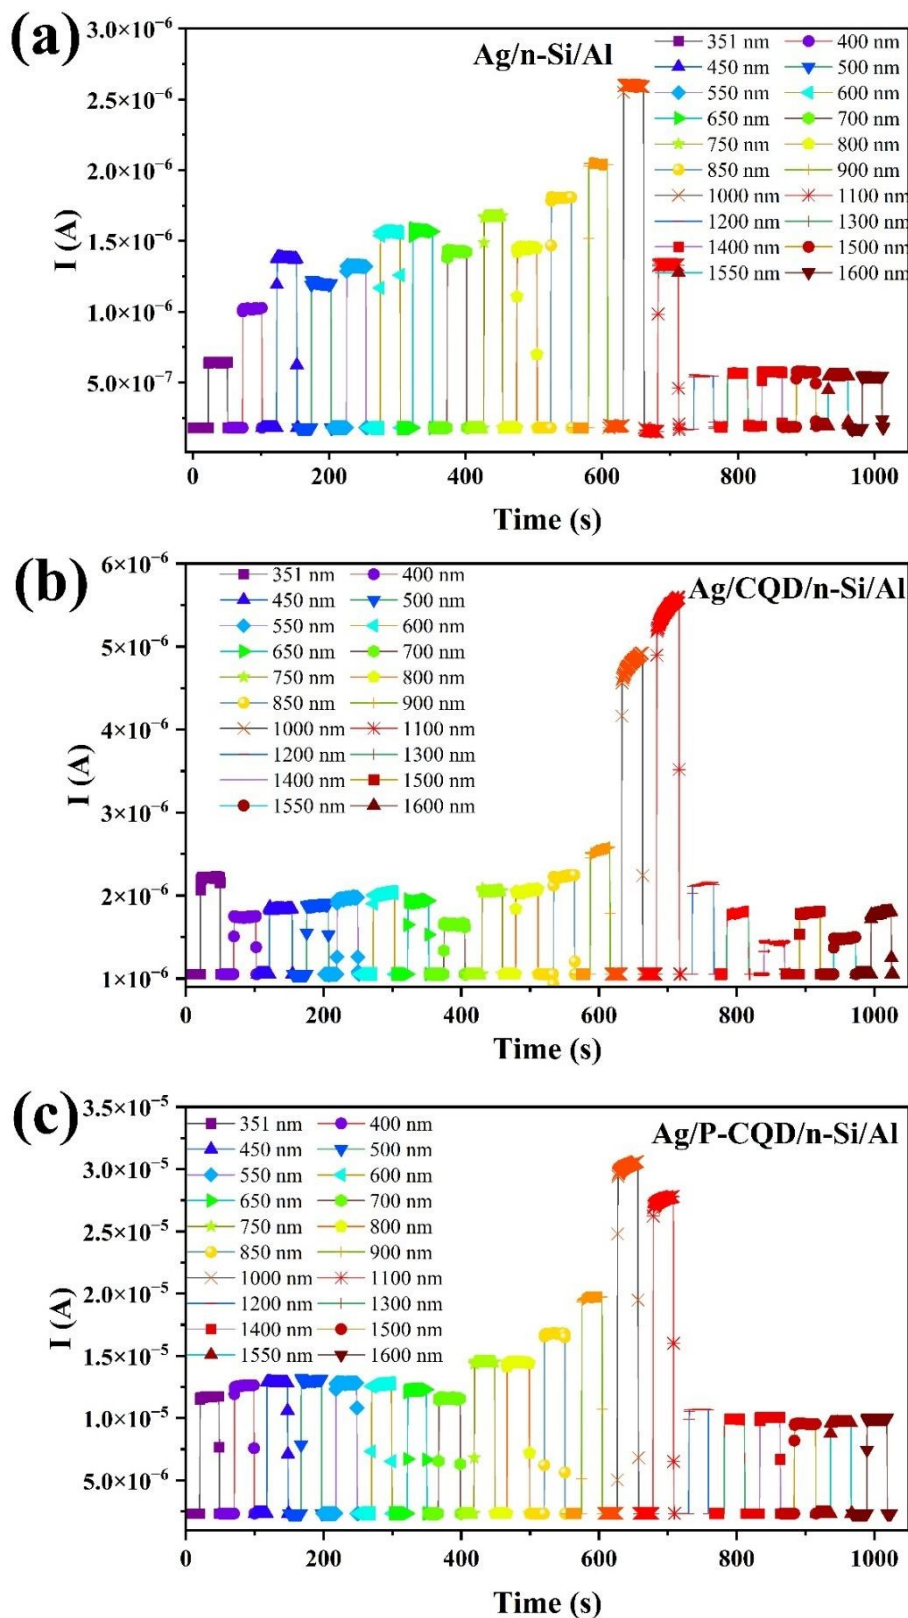 (a)
Ag/n-Si/Al
3.0×10⁻⁶
2.5×10⁻⁶
2.0×10⁻⁶
1.5×10⁻⁶
1.0×10⁻⁶
5.0×10⁻⁷
I (A)
351 nm 400 nm
450 nm 500 nm
550 nm 600 nm
650 nm 700 nm
750 nm 800 nm
850 nm 900 nm
1000 nm 1100 nm
1200 nm 1300 nm
1400 nm 1500 nm
1550 nm 1600 nm
0 200 400 600 800 1000
Time (s)
(b)
Ag/CQD/n-Si/Al
6×10⁻⁶
5×10⁻⁶
4×10⁻⁶
3×10⁻⁶
2×10⁻⁶
1×10⁻⁶
I (A)
351 nm 400 nm
450 nm 500 nm
550 nm 600 nm
650 nm 700 nm
750 nm 800 nm
850 nm 900 nm
1000 nm 1100 nm
1200 nm 1300 nm
1400 nm 1500 nm
1550 nm 1600 nm
0 200 400 600 800 1000
Time (s)
(c)
Ag/P-CQD/n-Si/Al
3.5×10⁻⁵
3.0×10⁻⁵
2.5×10⁻⁵
2.0×10⁻⁵
1.5×10⁻⁵
1.0×10⁻⁵
5.0×10⁻⁶
I (A)
351 nm 400 nm
450 nm 500 nm
550 nm 600 nm
650 nm 700 nm
750 nm 800 nm
850 nm 900 nm
1000 nm 1100 nm
1200 nm 1300 nm
1400 nm 1500 nm
1550 nm 1600 nm
0 200 400 600 800 1000
Time (s)